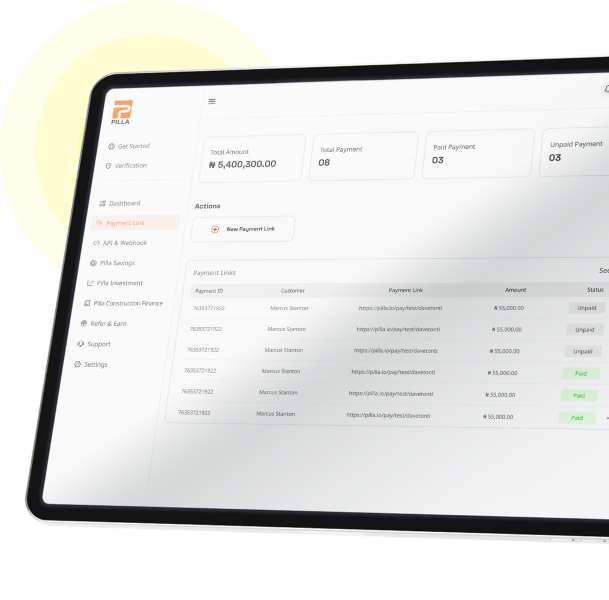 PILLA
Get Started
Verification
Dashboard
Payment Link
API & Webhook
Pilla Savings
Pilla Investment
Pilla Construction Finance
Refer & Earn
Support
Settings
Total Amount
₦ 5,400,300.00
Total Payment
08
Paid Payment
03
Unpaid Payment
03
Actions
New Payment Link
Payment Links
Payment ID Customer Payment Link Amount Status
76353721922 Marcus Stanton https://pilla.io/pay/test/davetonti ₦ 55,000.00 Unpaid
76353721922 Marcus Stanton https://pilla.io/pay/test/davetonti ₦ 55,000.00 Unpaid
76353721922 Marcus Stanton https://pilla.io/pay/test/davetonti ₦ 55,000.00 Unpaid
76353721922 Marcus Stanton https://pilla.io/pay/test/davetonti ₦ 55,000.00 Paid
76353721922 Marcus Stanton https://pilla.io/pay/test/davetonti ₦ 55,000.00 Paid
76353721922 Marcus Stanton https://pilla.io/pay/test/davetonti ₦ 55,000.00 Paid